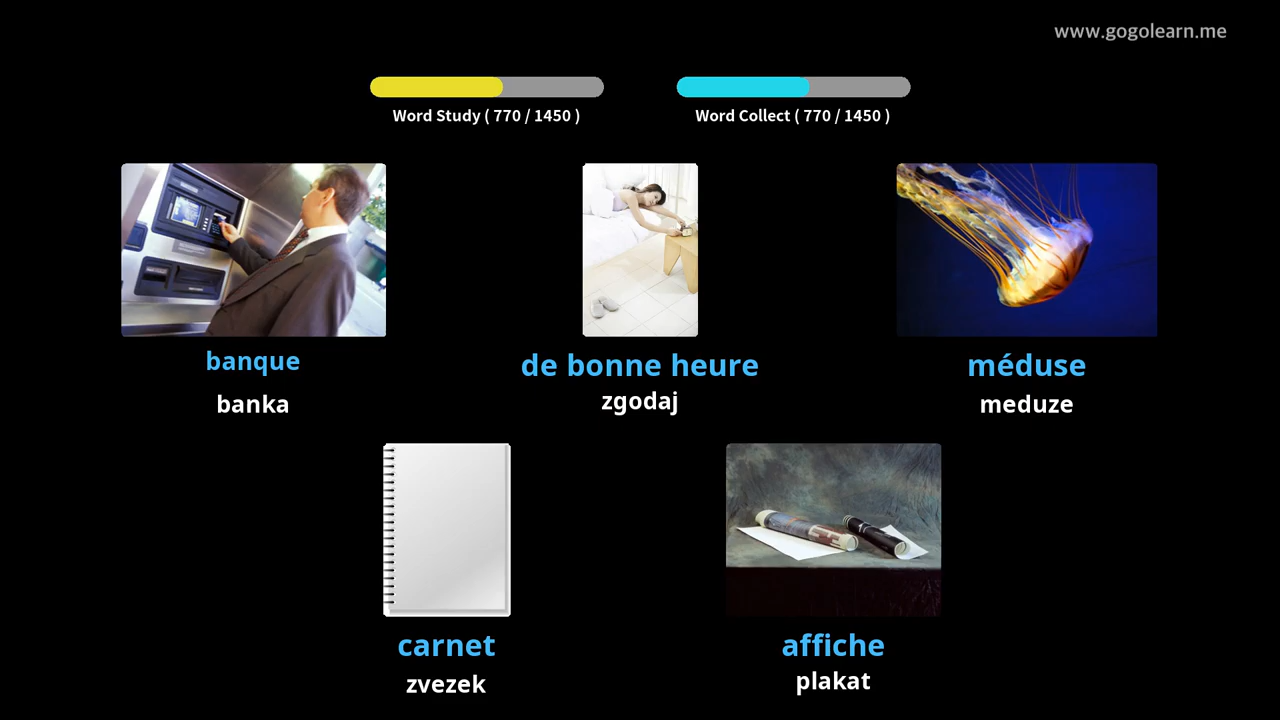 www.gogolearn.me
Word Study ( 770 / 1450 )
Word Collect ( 770 / 1450 )
banque
banka
de bonne heure
zgodaj
méduse
meduze
carnet
zvezek
affiche
plakat